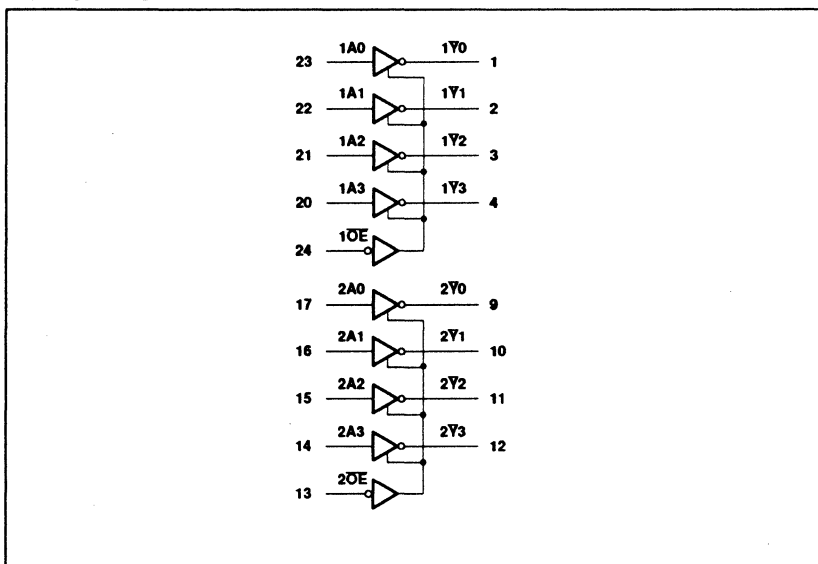 23 1A0 1Y̅0 1
22 1A1 1Y̅1 2
21 1A2 1Y̅2 3
20 1A3 1Y̅3 4
24 1O̅E̅
17 2A0 2Y̅0 9
16 2A1 2Y̅1 10
15 2A2 2Y̅2 11
14 2A3 2Y̅3 12
13 2O̅E̅